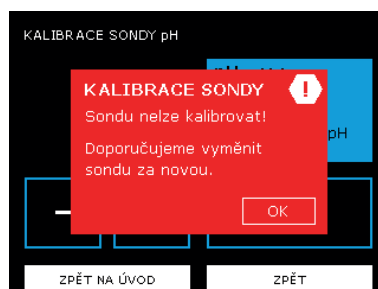 KALIBRACE SONDY pH
KALIBRACE SONDY
!
Sondu nelze kalibrovat!
Doporučujeme vyměnit
sondu za novou.
pH
OK
–
ZPĚT NA ÚVOD
ZPĚT